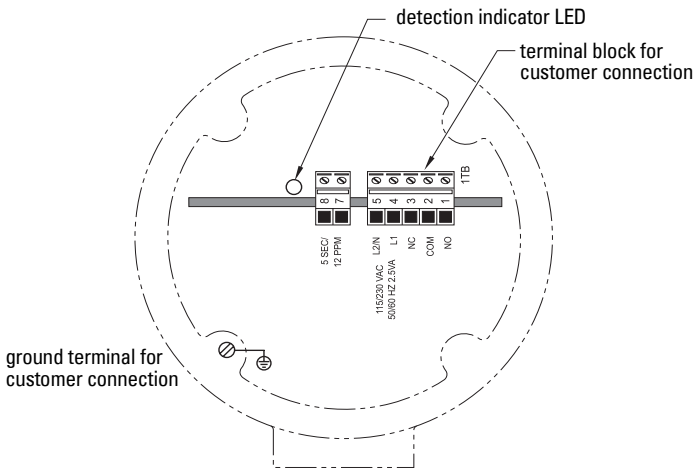 detection indicator LED
terminal block for
customer connection
1TB
8
7
5
4
3
2
1
5 SEC/
12 PPM
L2/N
L1
NC
COM
NO
115/230 VAC
50/60 HZ 2.5VA
ground terminal for
customer connection